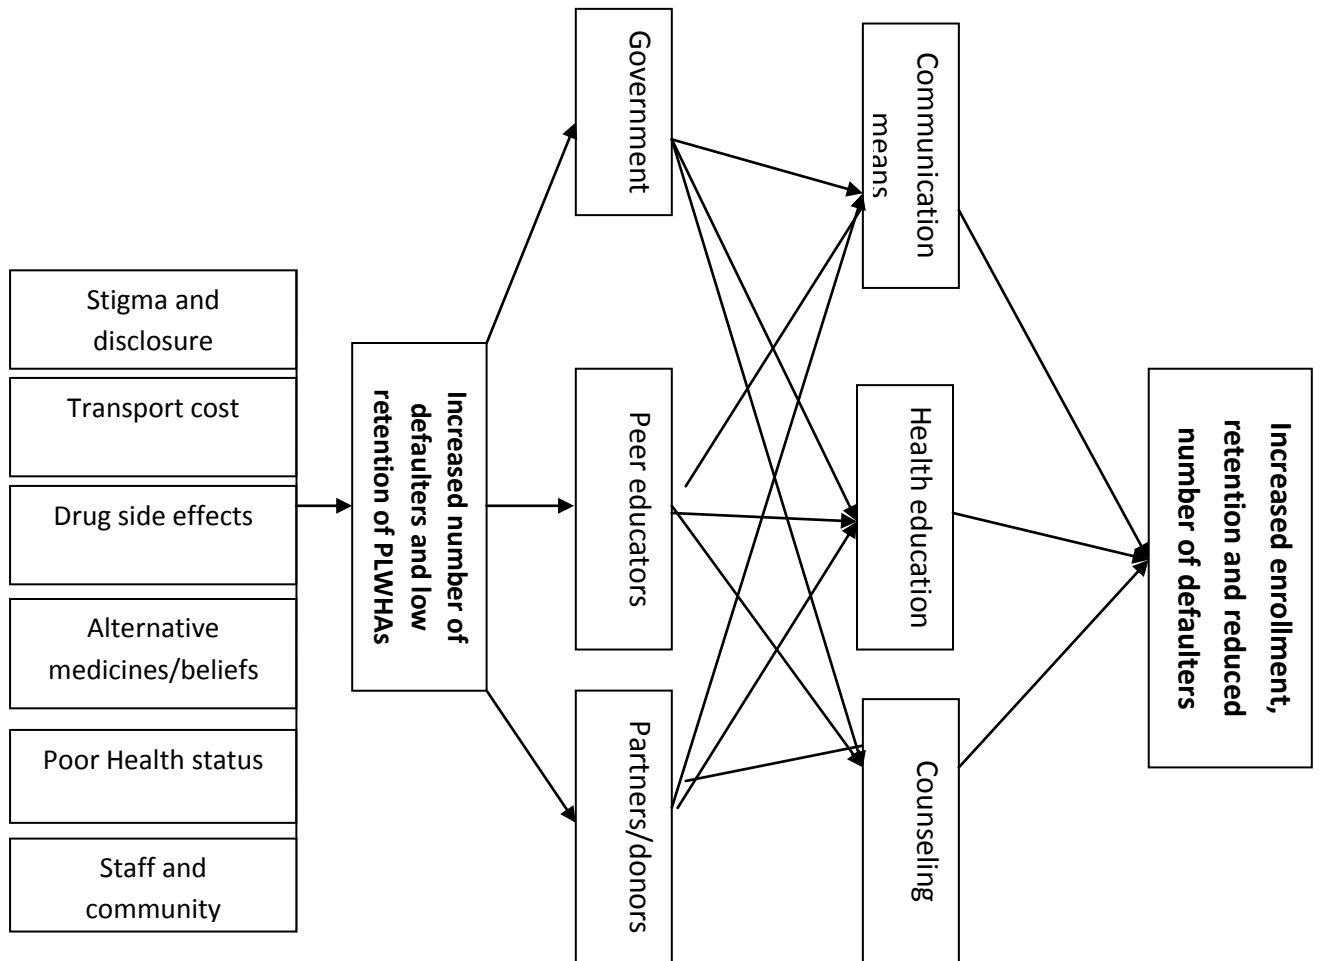 Stigma and
disclosure
Transport cost
Drug side effects
Alternative
medicines/beliefs
Poor Health status
Staff and
community
Increased number of
defaulters and low
retention of PLWHAs
Government
Peer educators
Partners/donors
Communication
means
Health education
Counseling
Increased enrollment,
retention and reduced
number of defaulters